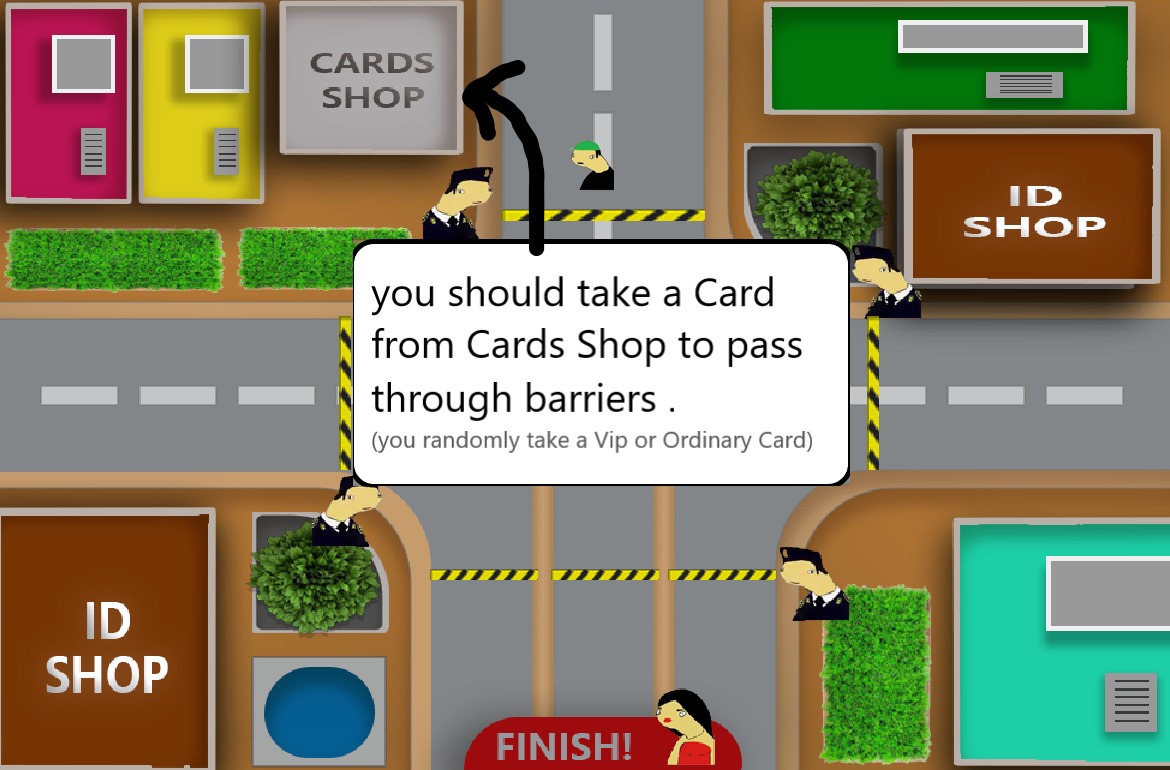 CARDS
SHOP
ID
SHOP
you should take a Card
from Cards Shop to pass
through barriers .
(you randomly take a Vip or Ordinary Card)
ID
SHOP
FINISH!